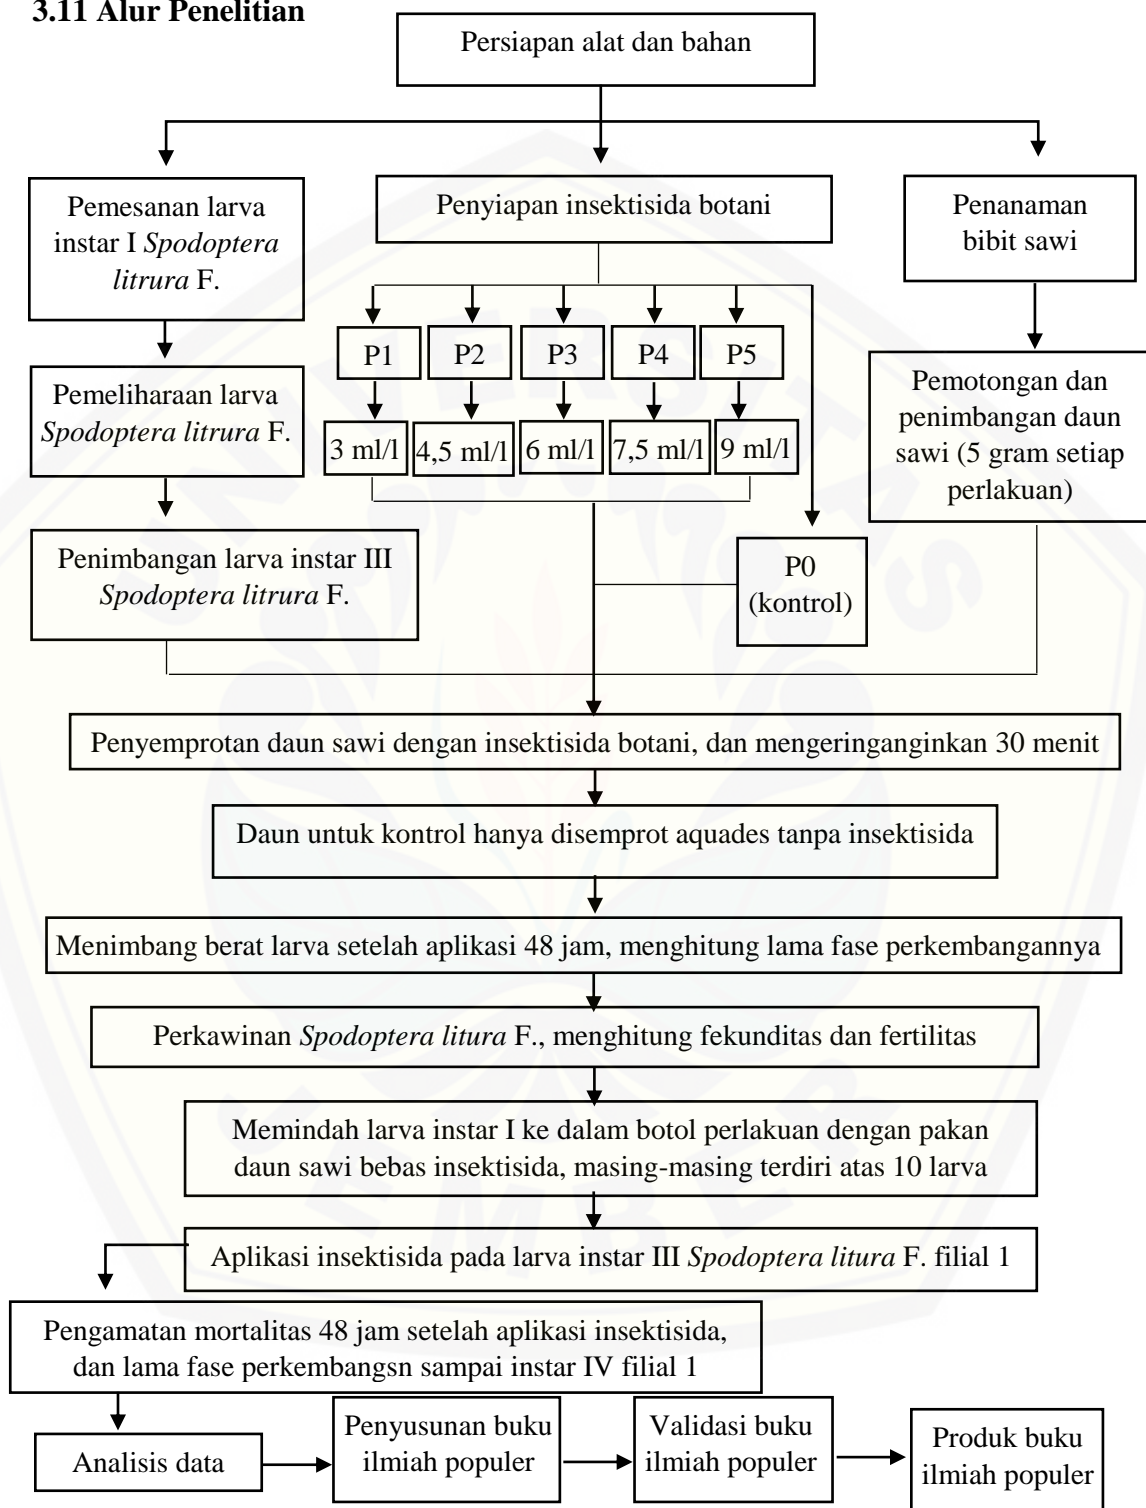 3.11 Alur Penelitian
Persiapan alat dan bahan
Pemesanan larva
instar I Spodoptera
litrura F.
Penyiapan insektisida botani
Penanaman
bibit sawi
P1
P2
P3
P4
P5
Pemeliharaan larva
Spodoptera litrura F.
3 ml/l
4,5 ml/l
6 ml/l
7,5 ml/l
9 ml/l
Pemotongan dan
penimbangan daun
sawi (5 gram setiap
perlakuan)
Penimbangan larva instar III
Spodoptera litrura F.
P0
(kontrol)
Penyemprotan daun sawi dengan insektisida botani, dan mengeringanginkan 30 menit
Daun untuk kontrol hanya disemprot aquades tanpa insektisida
Menimbang berat larva setelah aplikasi 48 jam, menghitung lama fase perkembangannya
Perkawinan Spodoptera litura F., menghitung fekunditas dan fertilitas
Memindah larva instar I ke dalam botol perlakuan dengan pakan
daun sawi bebas insektisida, masing-masing terdiri atas 10 larva
Aplikasi insektisida pada larva instar III Spodoptera litura F. filial 1
Pengamatan mortalitas 48 jam setelah aplikasi insektisida,
dan lama fase perkembangsn sampai instar IV filial 1
Analisis data
Penyusunan buku
ilmiah populer
Validasi buku
ilmiah populer
Produk buku
ilmiah populer
UNIVERSITAS
JEMBER